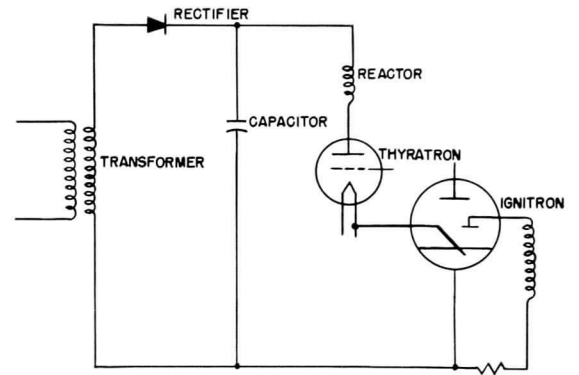 RECTIFIER
REACTOR
CAPACITOR
THYRATRON
TRANSFORMER
IGNITRON